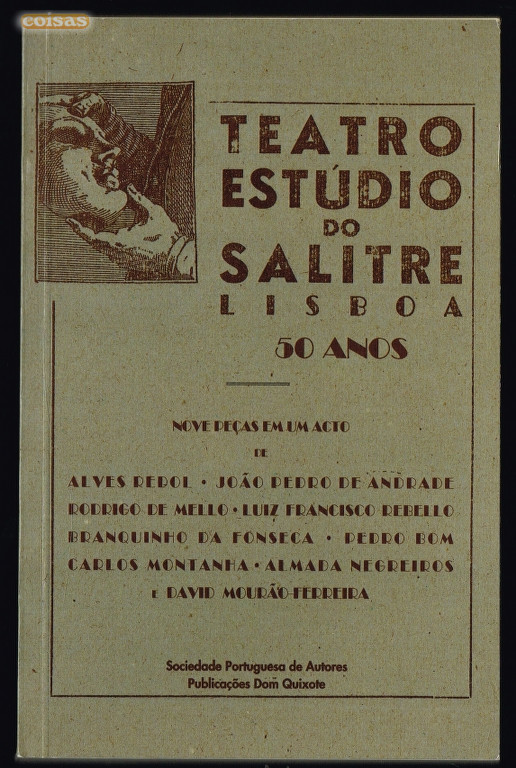 coisas
TEATRO
ESTÚDIO
DO
SALITRE
LISBOA
50 ANOS
NOVE PEÇAS EM UM ACTO
DE
ALVES REDOL • JOÃO PEDRO DE ANDRADE
RODRIGO DE MELLO • LUIZ FRANCISCO REBELLO
BRANQUINHO DA FONSECA • PEDRO BOM
CARLOS MONTANHA • ALMADA NEGREIROS
E DAVID MOURÃO-FERREIRA
Sociedade Portuguesa de Autores
Publicações Dom Quixote